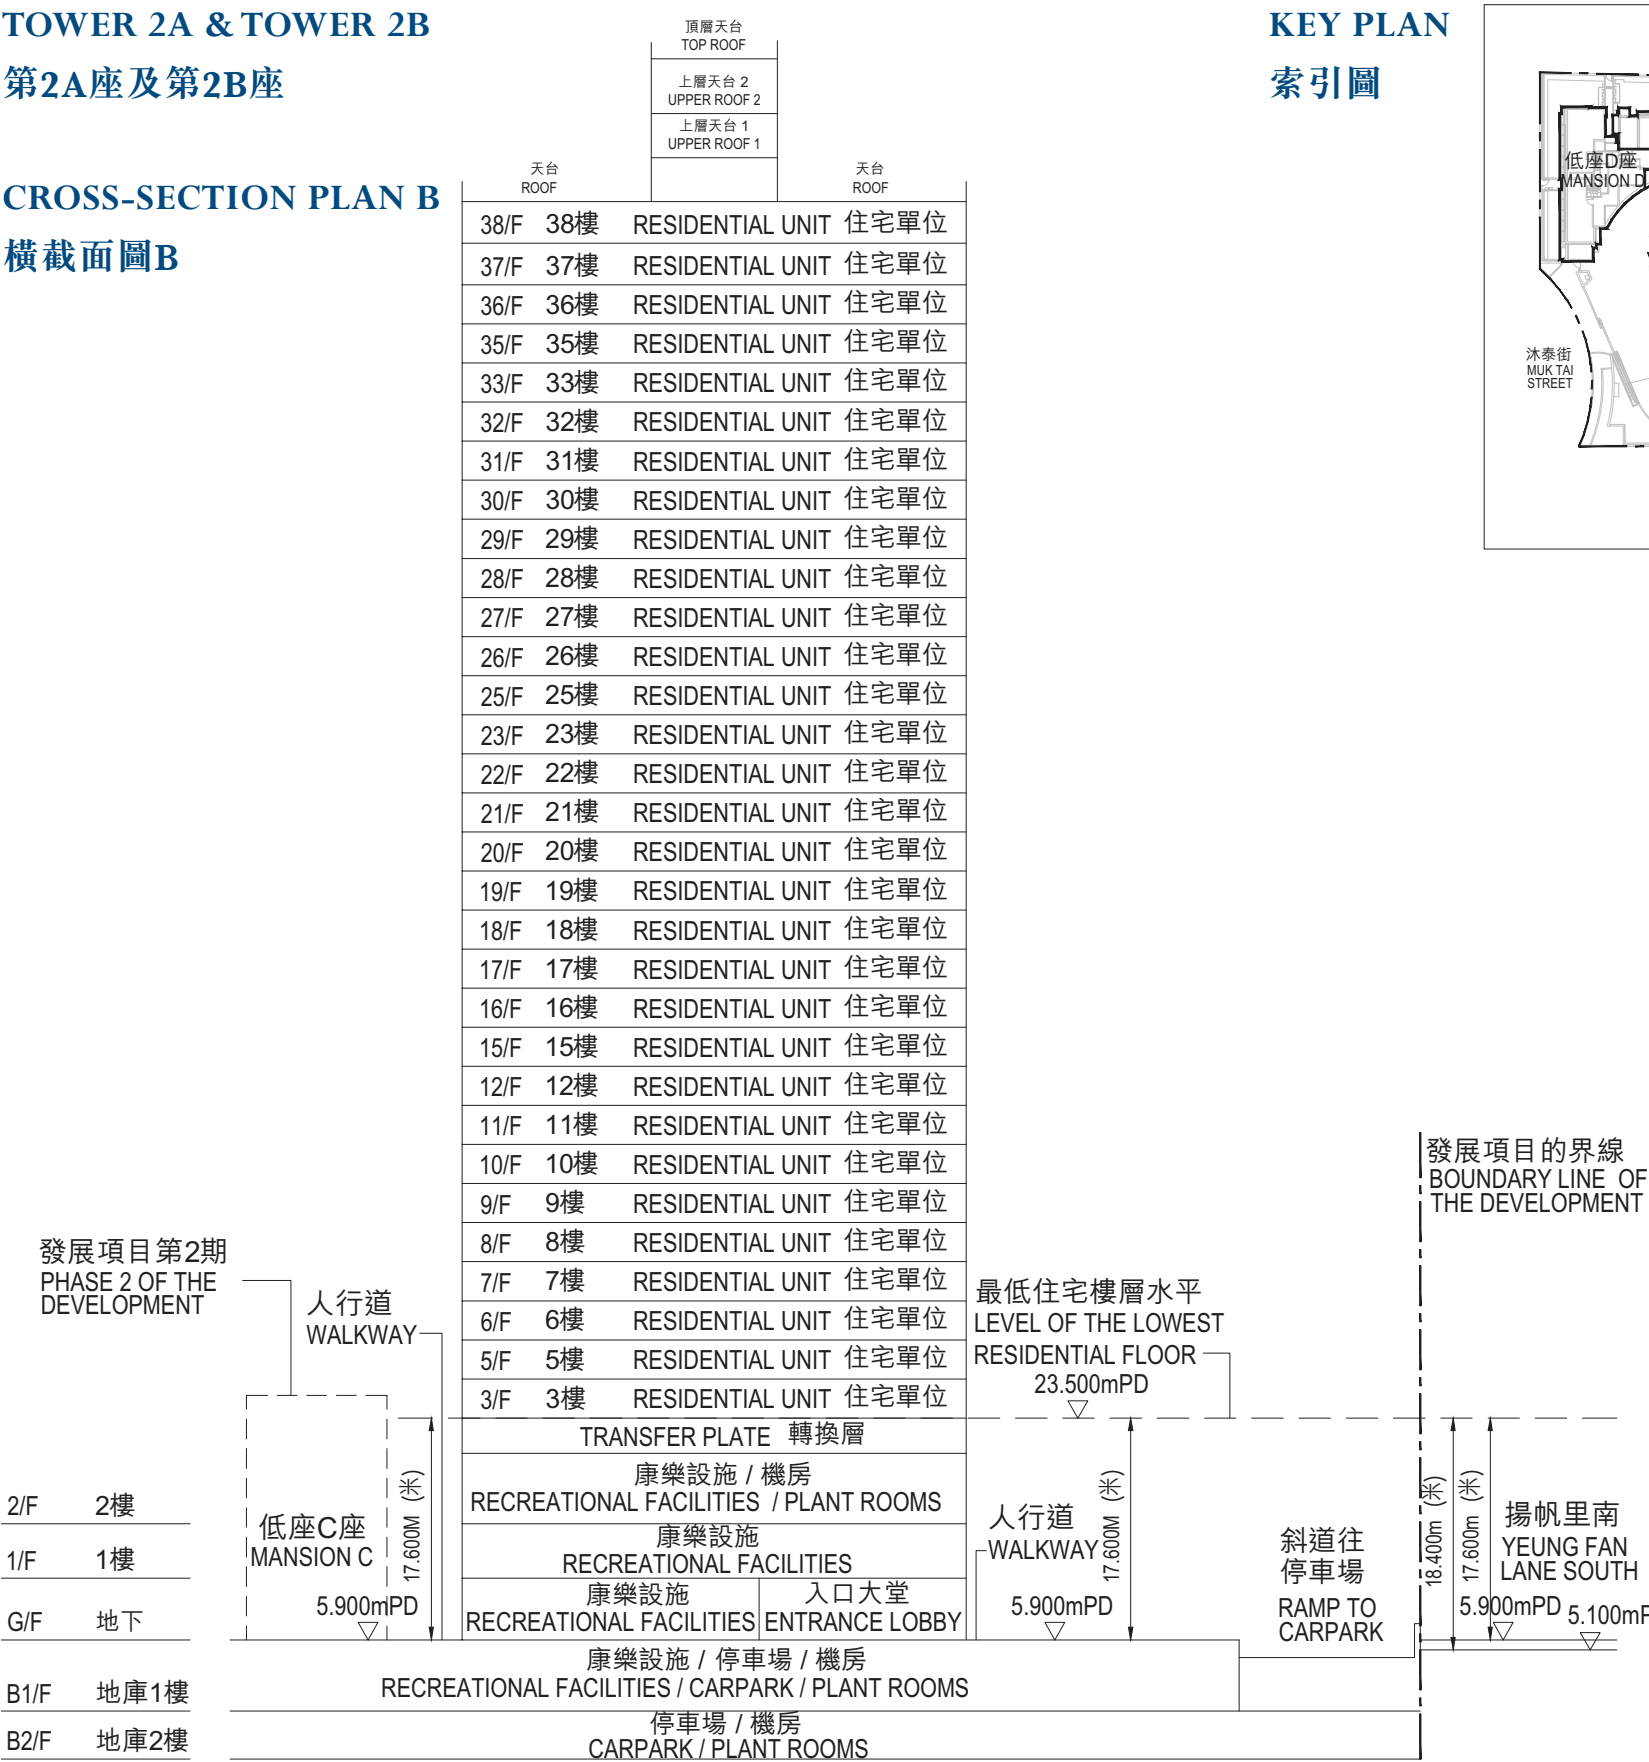 TOWER 2A & TOWER 2B
第2A座及第2B座
CROSS-SECTION PLAN B
橫截面圖B
KEY PLAN
索引圖
低座D座
MANSION D
沐泰街
MUK TAI
STREET
頂層天台
TOP ROOF
上層天台 2
UPPER ROOF 2
上層天台 1
UPPER ROOF 1
天台
ROOF
天台
ROOF
38/F 38樓 RESIDENTIAL UNIT 住宅單位
37/F 37樓 RESIDENTIAL UNIT 住宅單位
36/F 36樓 RESIDENTIAL UNIT 住宅單位
35/F 35樓 RESIDENTIAL UNIT 住宅單位
33/F 33樓 RESIDENTIAL UNIT 住宅單位
32/F 32樓 RESIDENTIAL UNIT 住宅單位
31/F 31樓 RESIDENTIAL UNIT 住宅單位
30/F 30樓 RESIDENTIAL UNIT 住宅單位
29/F 29樓 RESIDENTIAL UNIT 住宅單位
28/F 28樓 RESIDENTIAL UNIT 住宅單位
27/F 27樓 RESIDENTIAL UNIT 住宅單位
26/F 26樓 RESIDENTIAL UNIT 住宅單位
25/F 25樓 RESIDENTIAL UNIT 住宅單位
23/F 23樓 RESIDENTIAL UNIT 住宅單位
22/F 22樓 RESIDENTIAL UNIT 住宅單位
21/F 21樓 RESIDENTIAL UNIT 住宅單位
20/F 20樓 RESIDENTIAL UNIT 住宅單位
19/F 19樓 RESIDENTIAL UNIT 住宅單位
18/F 18樓 RESIDENTIAL UNIT 住宅單位
17/F 17樓 RESIDENTIAL UNIT 住宅單位
16/F 16樓 RESIDENTIAL UNIT 住宅單位
15/F 15樓 RESIDENTIAL UNIT 住宅單位
12/F 12樓 RESIDENTIAL UNIT 住宅單位
11/F 11樓 RESIDENTIAL UNIT 住宅單位
10/F 10樓 RESIDENTIAL UNIT 住宅單位
9/F 9樓 RESIDENTIAL UNIT 住宅單位
8/F 8樓 RESIDENTIAL UNIT 住宅單位
7/F 7樓 RESIDENTIAL UNIT 住宅單位
6/F 6樓 RESIDENTIAL UNIT 住宅單位
5/F 5樓 RESIDENTIAL UNIT 住宅單位
3/F 3樓 RESIDENTIAL UNIT 住宅單位
TRANSFER PLATE 轉換層
康樂設施 / 機房
RECREATIONAL FACILITIES / PLANT ROOMS
康樂設施
RECREATIONAL FACILITIES
康樂設施
RECREATIONAL FACILITIES
入口大堂
ENTRANCE LOBBY
康樂設施 / 停車場 / 機房
RECREATIONAL FACILITIES / CARPARK / PLANT ROOMS
停車場 / 機房
CARPARK / PLANT ROOMS
發展項目第2期
PHASE 2 OF THE
DEVELOPMENT
人行道
WALKWAY
低座C座
MANSION C
17.600M (米)
5.900mPD
2/F 2樓
1/F 1樓
G/F 地下
B1/F 地庫1樓
B2/F 地庫2樓
最低住宅樓層水平
LEVEL OF THE LOWEST
RESIDENTIAL FLOOR
23.500mPD
人行道
WALKWAY
17.600M (米)
5.900mPD
斜道往
停車場
RAMP TO
CARPARK
發展項目的界線
BOUNDARY LINE OF
THE DEVELOPMENT
18.400m (米)
17.600m (米)
揚帆里南
YEUNG FAN
LANE SOUTH
5.900mPD
5.100mP